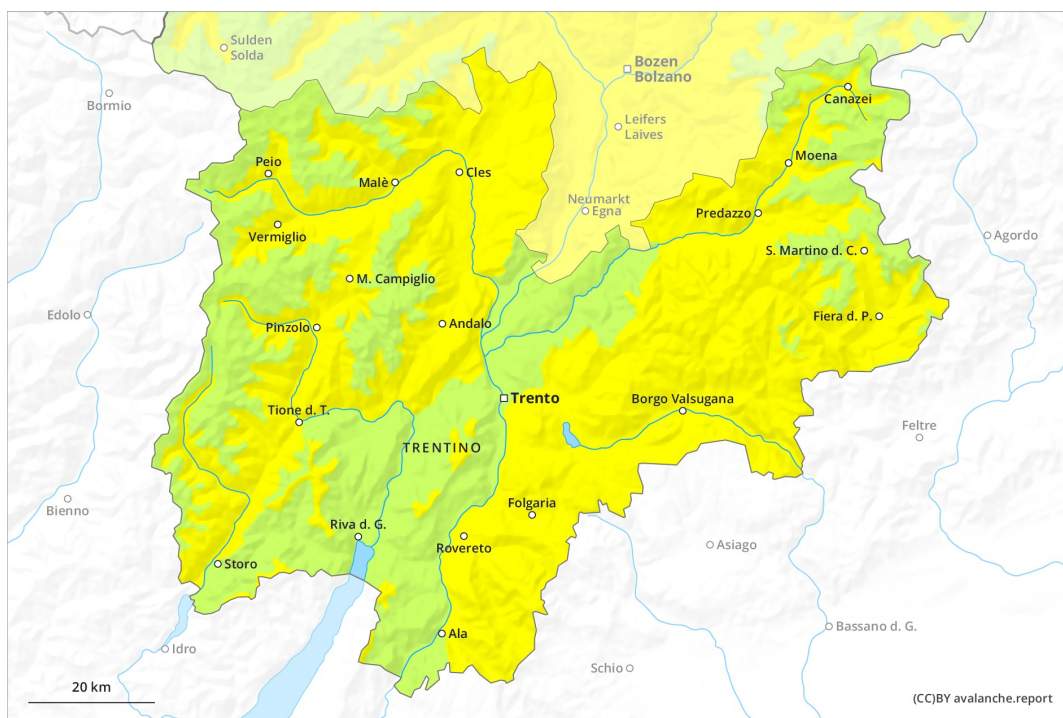 Sulden
Solda
Bozen
Bolzano
Bormio
Canazei
Leifers
Laives
Moena
Peio
Malè
Cles
Neumarkt
Egna
Predazzo
Vermiglio
Agordo
S. Martino d. C.
M. Campiglio
Edolo
Pinzolo
Andalo
Fiera d. P.
Trento
Borgo Valsugana
Tione d. T.
Feltre
TRENTINO
Bienno
Folgaria
Riva d. G.
Rovereto
Asiago
Storo
Ala
Bassano d. G.
Idro
Schio
20 km
(CC)BY avalanche.report